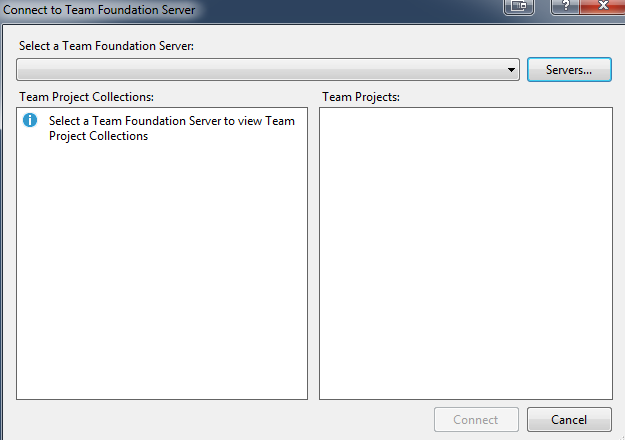 Connect to Team Foundation Server
?
X
Select a Team Foundation Server:
Servers...
Team Project Collections:
Team Projects:
i
Select a Team Foundation Server to view Team
Project Collections
Connect
Cancel